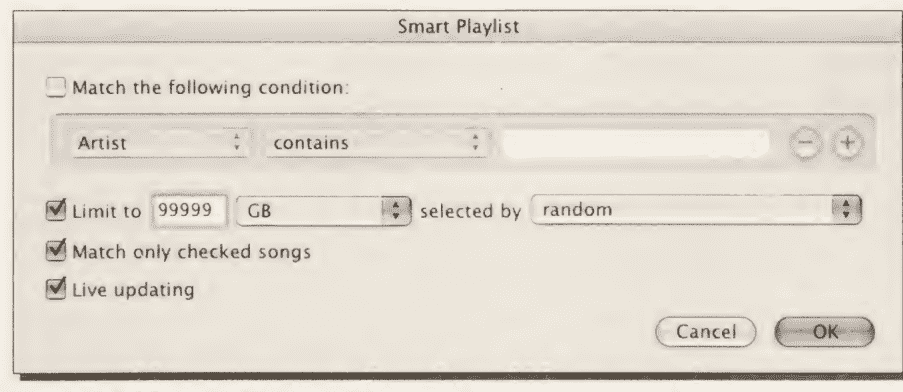 Smart Playlist
Match the following condition:
Artist contains
Limit to 99999 GB selected by random
Match only checked songs
Live updating
Cancel OK